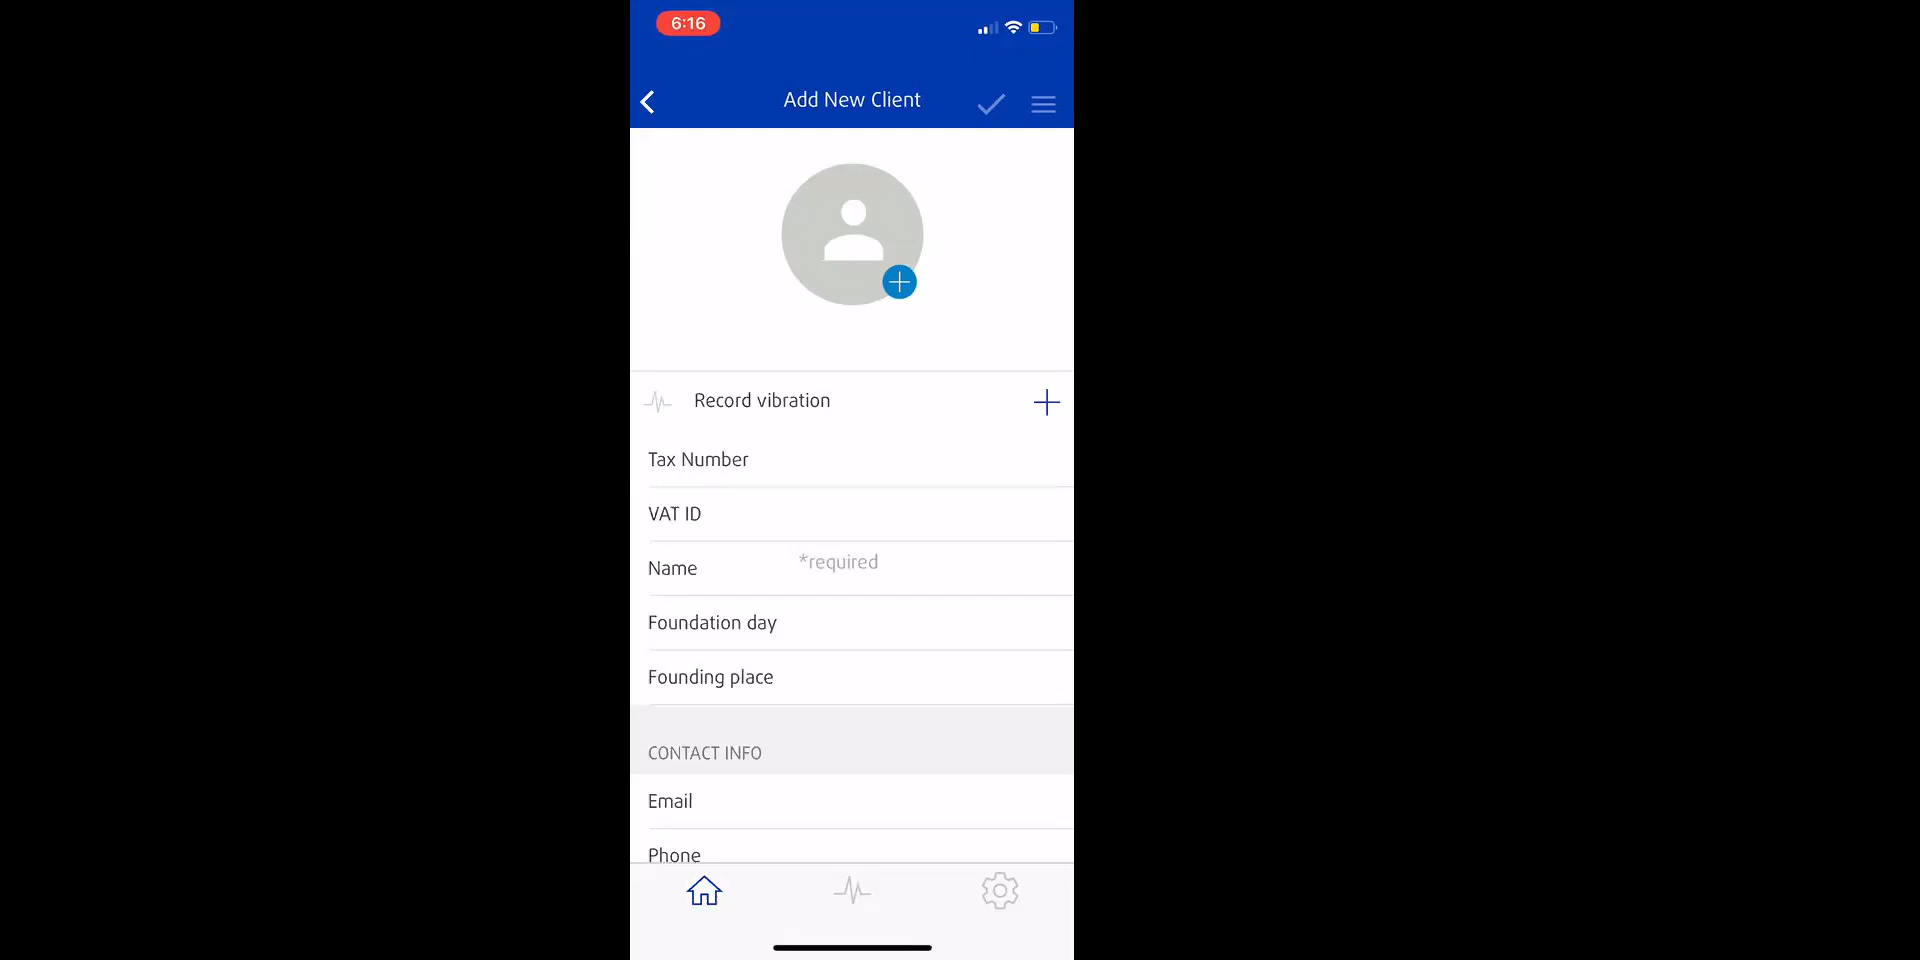 6:16
Add New Client
Record vibration
Tax Number
VAT ID
Name *required
Foundation day
Founding place
CONTACT INFO
Email
Phone